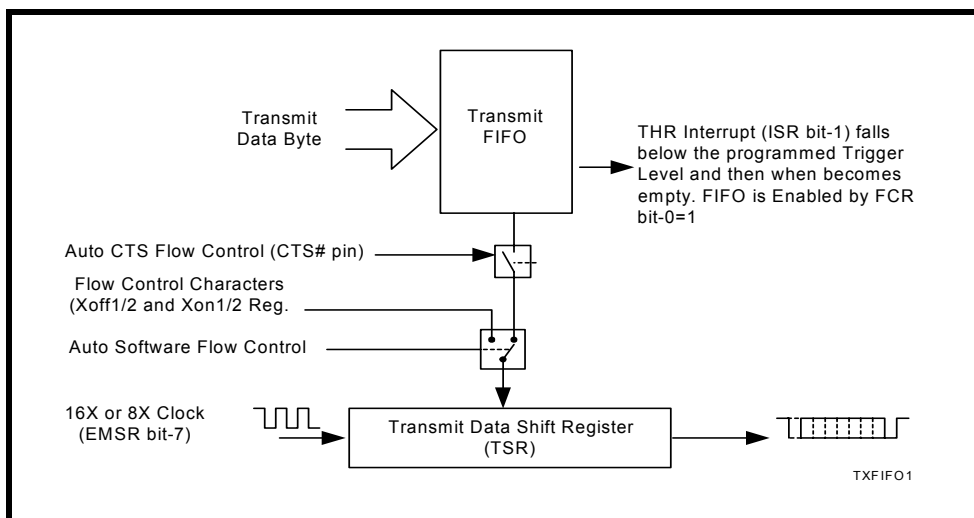 Transmit
Data Byte
Transmit
FIFO
THR Interrupt (ISR bit-1) falls
below the programmed Trigger
Level and then when becomes
empty. FIFO is Enabled by FCR
bit-0=1
Auto CTS Flow Control (CTS# pin)
Flow Control Characters
(Xoff1/2 and Xon1/2 Reg.
Auto Software Flow Control
16X or 8X Clock
(EMSR bit-7)
Transmit Data Shift Register
(TSR)
TXFIFO1